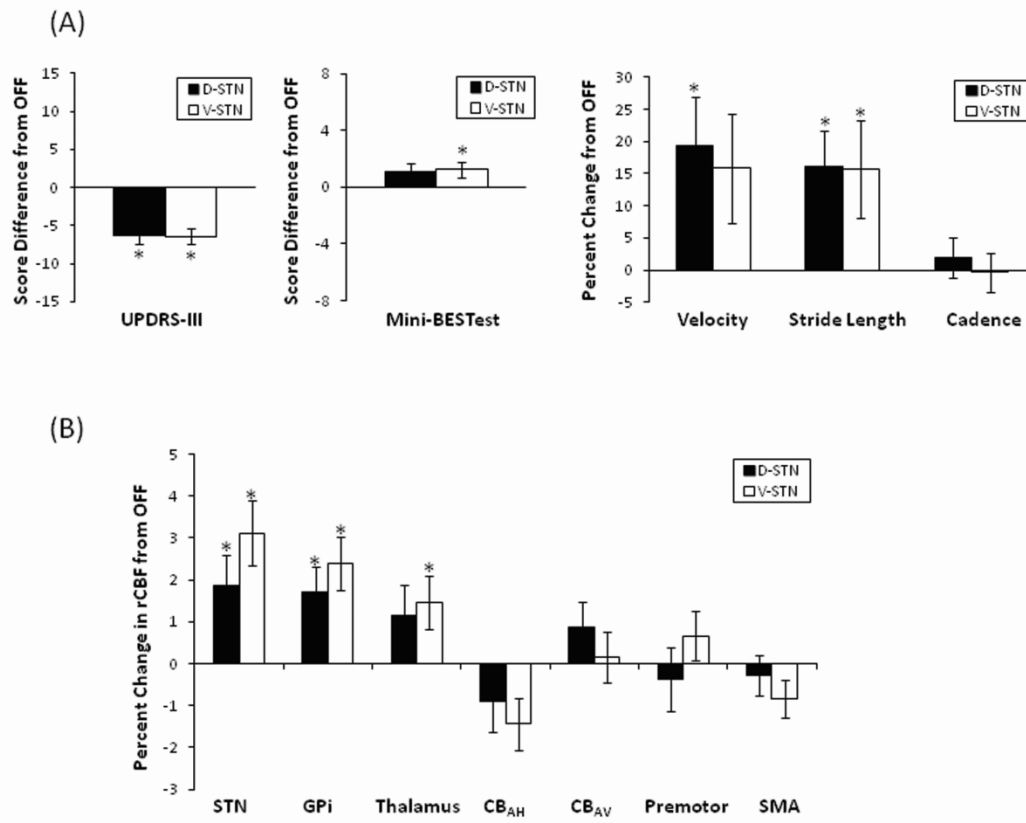 (A)
Score Difference from OFF
15
10
5
0
-5
-10
-15
D-STN
V-STN
*
*
UPDRS-III
Score Difference from OFF
8
4
0
-4
-8
D-STN
V-STN
*
Mini-BESTest
Percent Change from OFF
30
25
20
15
10
5
0
-5
D-STN
V-STN
*
*
*
Velocity
Stride Length
Cadence
(B)
Percent Change in rCBF from OFF
5
4
3
2
1
0
-1
-2
-3
D-STN
V-STN
*
*
*
*
*
STN
GPi
Thalamus
CBAH
CBAV
Premotor
SMA